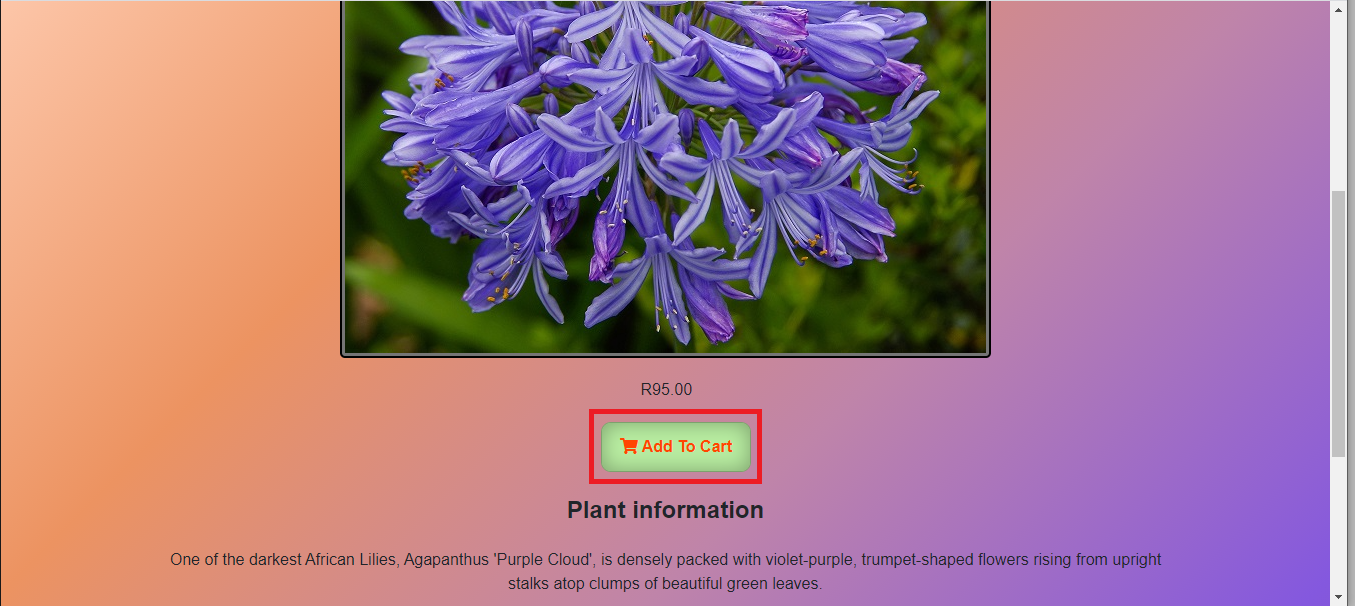 R95.00
Add To Cart
Plant information
One of the darkest African Lilies, Agapanthus 'Purple Cloud', is densely packed with violet-purple, trumpet-shaped flowers rising from upright
stalks atop clumps of beautiful green leaves.